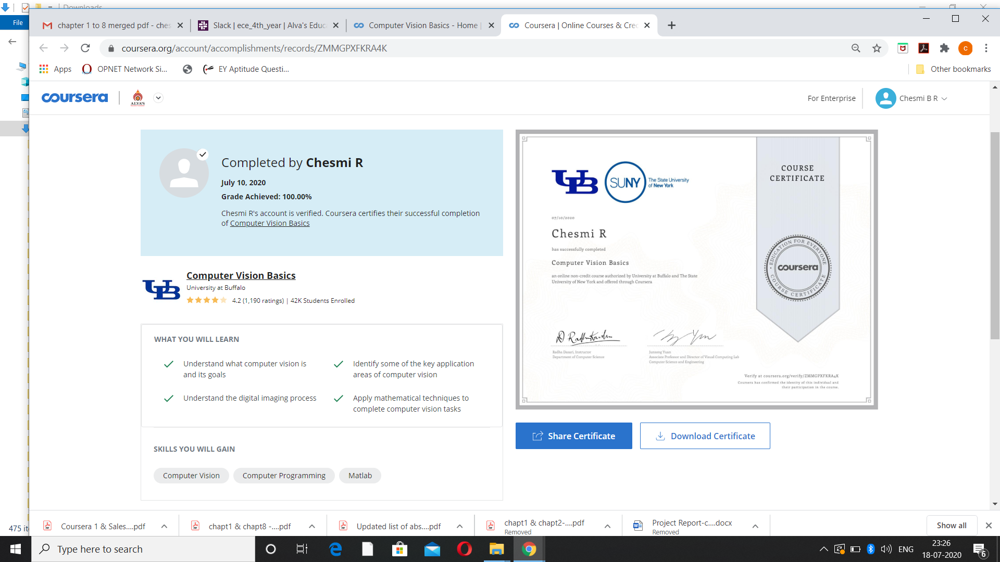 Downloads
File
chapter 1 to 8 merged pdf - ches
Slack | ece_4th_year | Alva's Educ
Computer Vision Basics - Home |
Coursera | Online Courses & Cre
coursera.org/account/accomplishments/records/ZMMGPXFKRA4K
c
Apps
OPNET Network Si...
EY Aptitude Questi...
Other bookmarks
coursera
ALVA'S
For Enterprise
Chesmi B R
Completed by Chesmi R
July 10, 2020
Grade Achieved: 100.00%
Chesmi R's account is verified. Coursera certifies their successful completion
of Computer Vision Basics
Computer Vision Basics
University at Buffalo
4.2 (1,190 ratings) | 42K Students Enrolled
WHAT YOU WILL LEARN
Understand what computer vision is
and its goals
Identify some of the key application
areas of computer vision
Understand the digital imaging process
Apply mathematical techniques to
complete computer vision tasks
SKILLS YOU WILL GAIN
Computer Vision
Computer Programming
Matlab
UB
SUNY
The State University
of New York
COURSE
CERTIFICATE
07/10/2020
Chesmi R
has successfully completed
Computer Vision Basics
an online non-credit course authorized by University at Buffalo and The State
University of New York and offered through Coursera
EDUCATION FOR EVERYONE
coursera
COURSE CERTIFICATE
Radha Dasari, Instructor
Department of Computer Science
Junsong Yuan
Associate Professor and Director of Visual Computing Lab
Computer Science and Engineering
Verify at coursera.org/verify/ZMMGPXFKRA4K
Coursera has confirmed the identity of this individual and
their participation in the course.
Share Certificate
Download Certificate
475 it
Coursera 1 & Sales....pdf
chapt1 & chapt8 -....pdf
Updated list of abs....pdf
chapt1 & chapt2-....pdf
Removed
Project Report-c....docx
Removed
Show all
Type here to search
ENG
23:26
18-07-2020
6